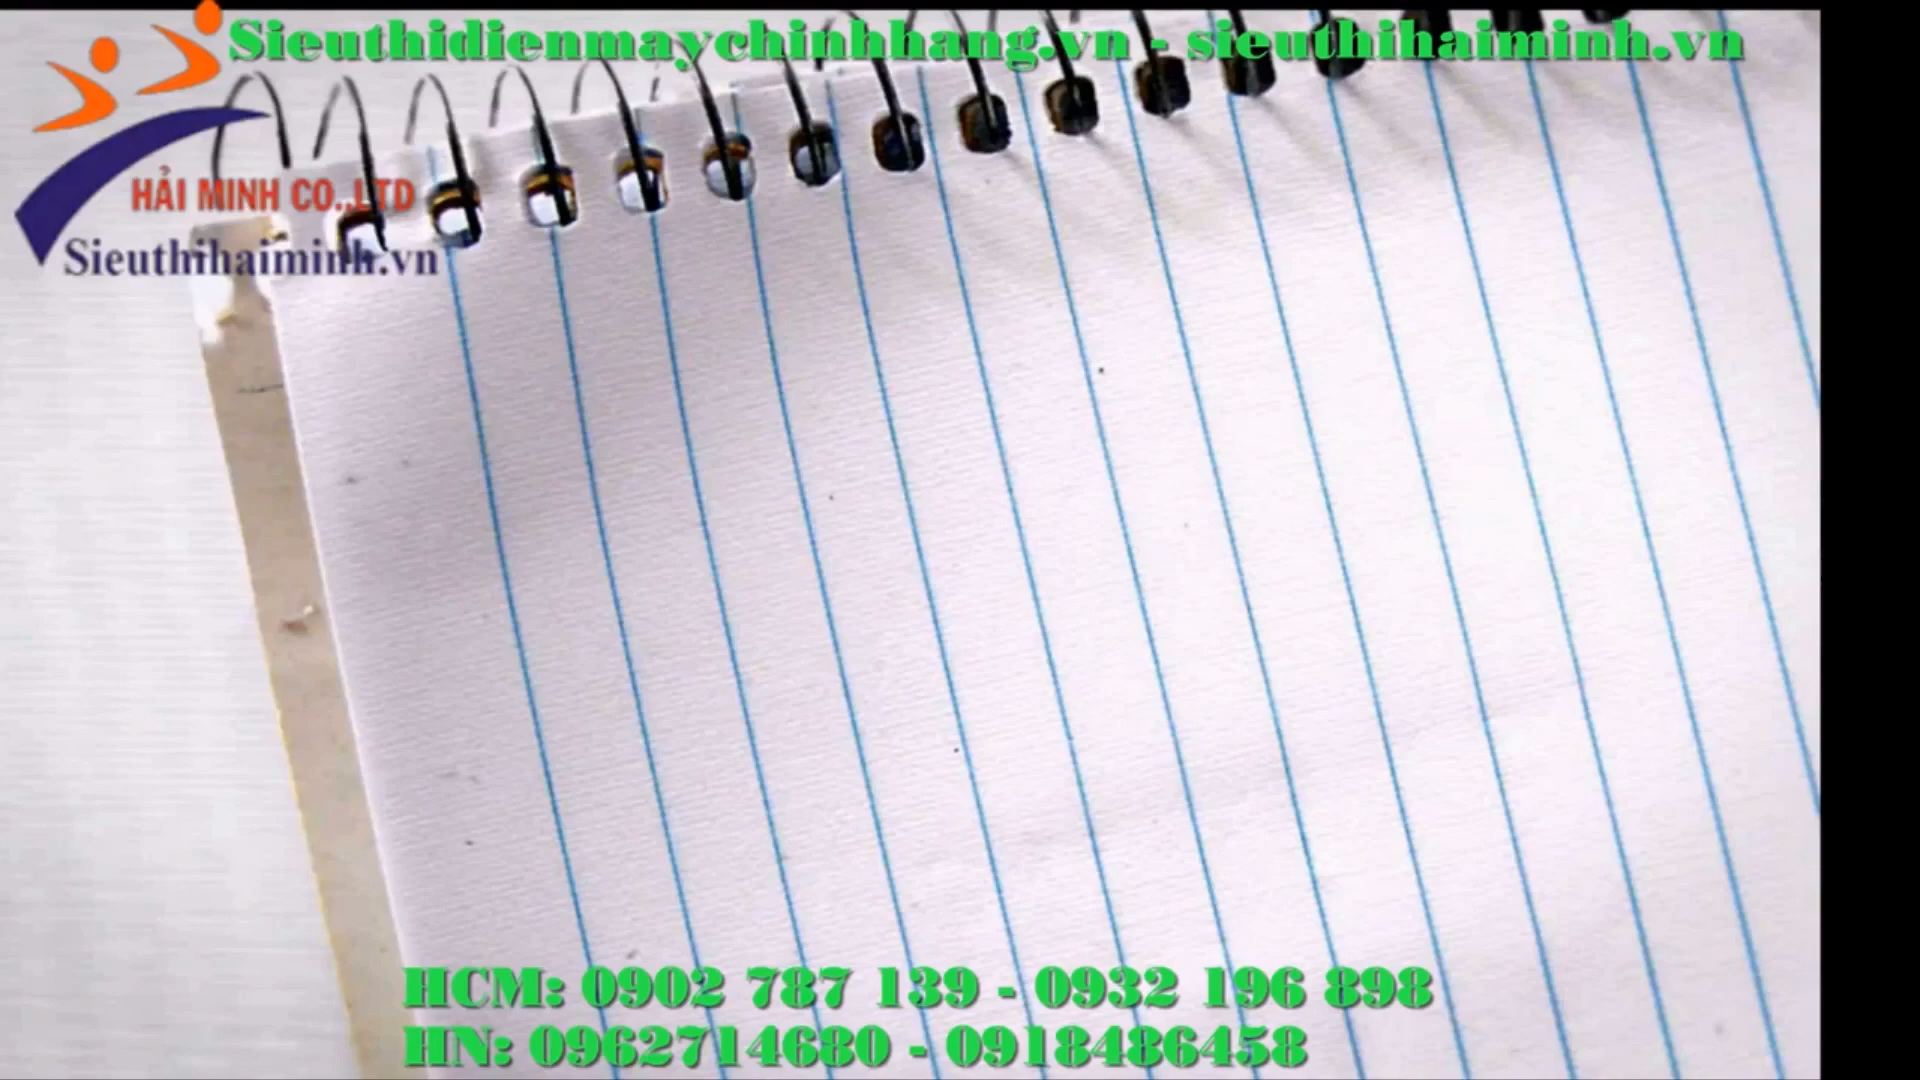 Sieuthidienmaychinhhang.vn - sieuthihaiminh.vn
HẢI MINH CO.,LTD
Sieuthihaiminh.vn
HCM: 0902 787 139 - 0932 196 898
HN: 0962714680 - 0918486458